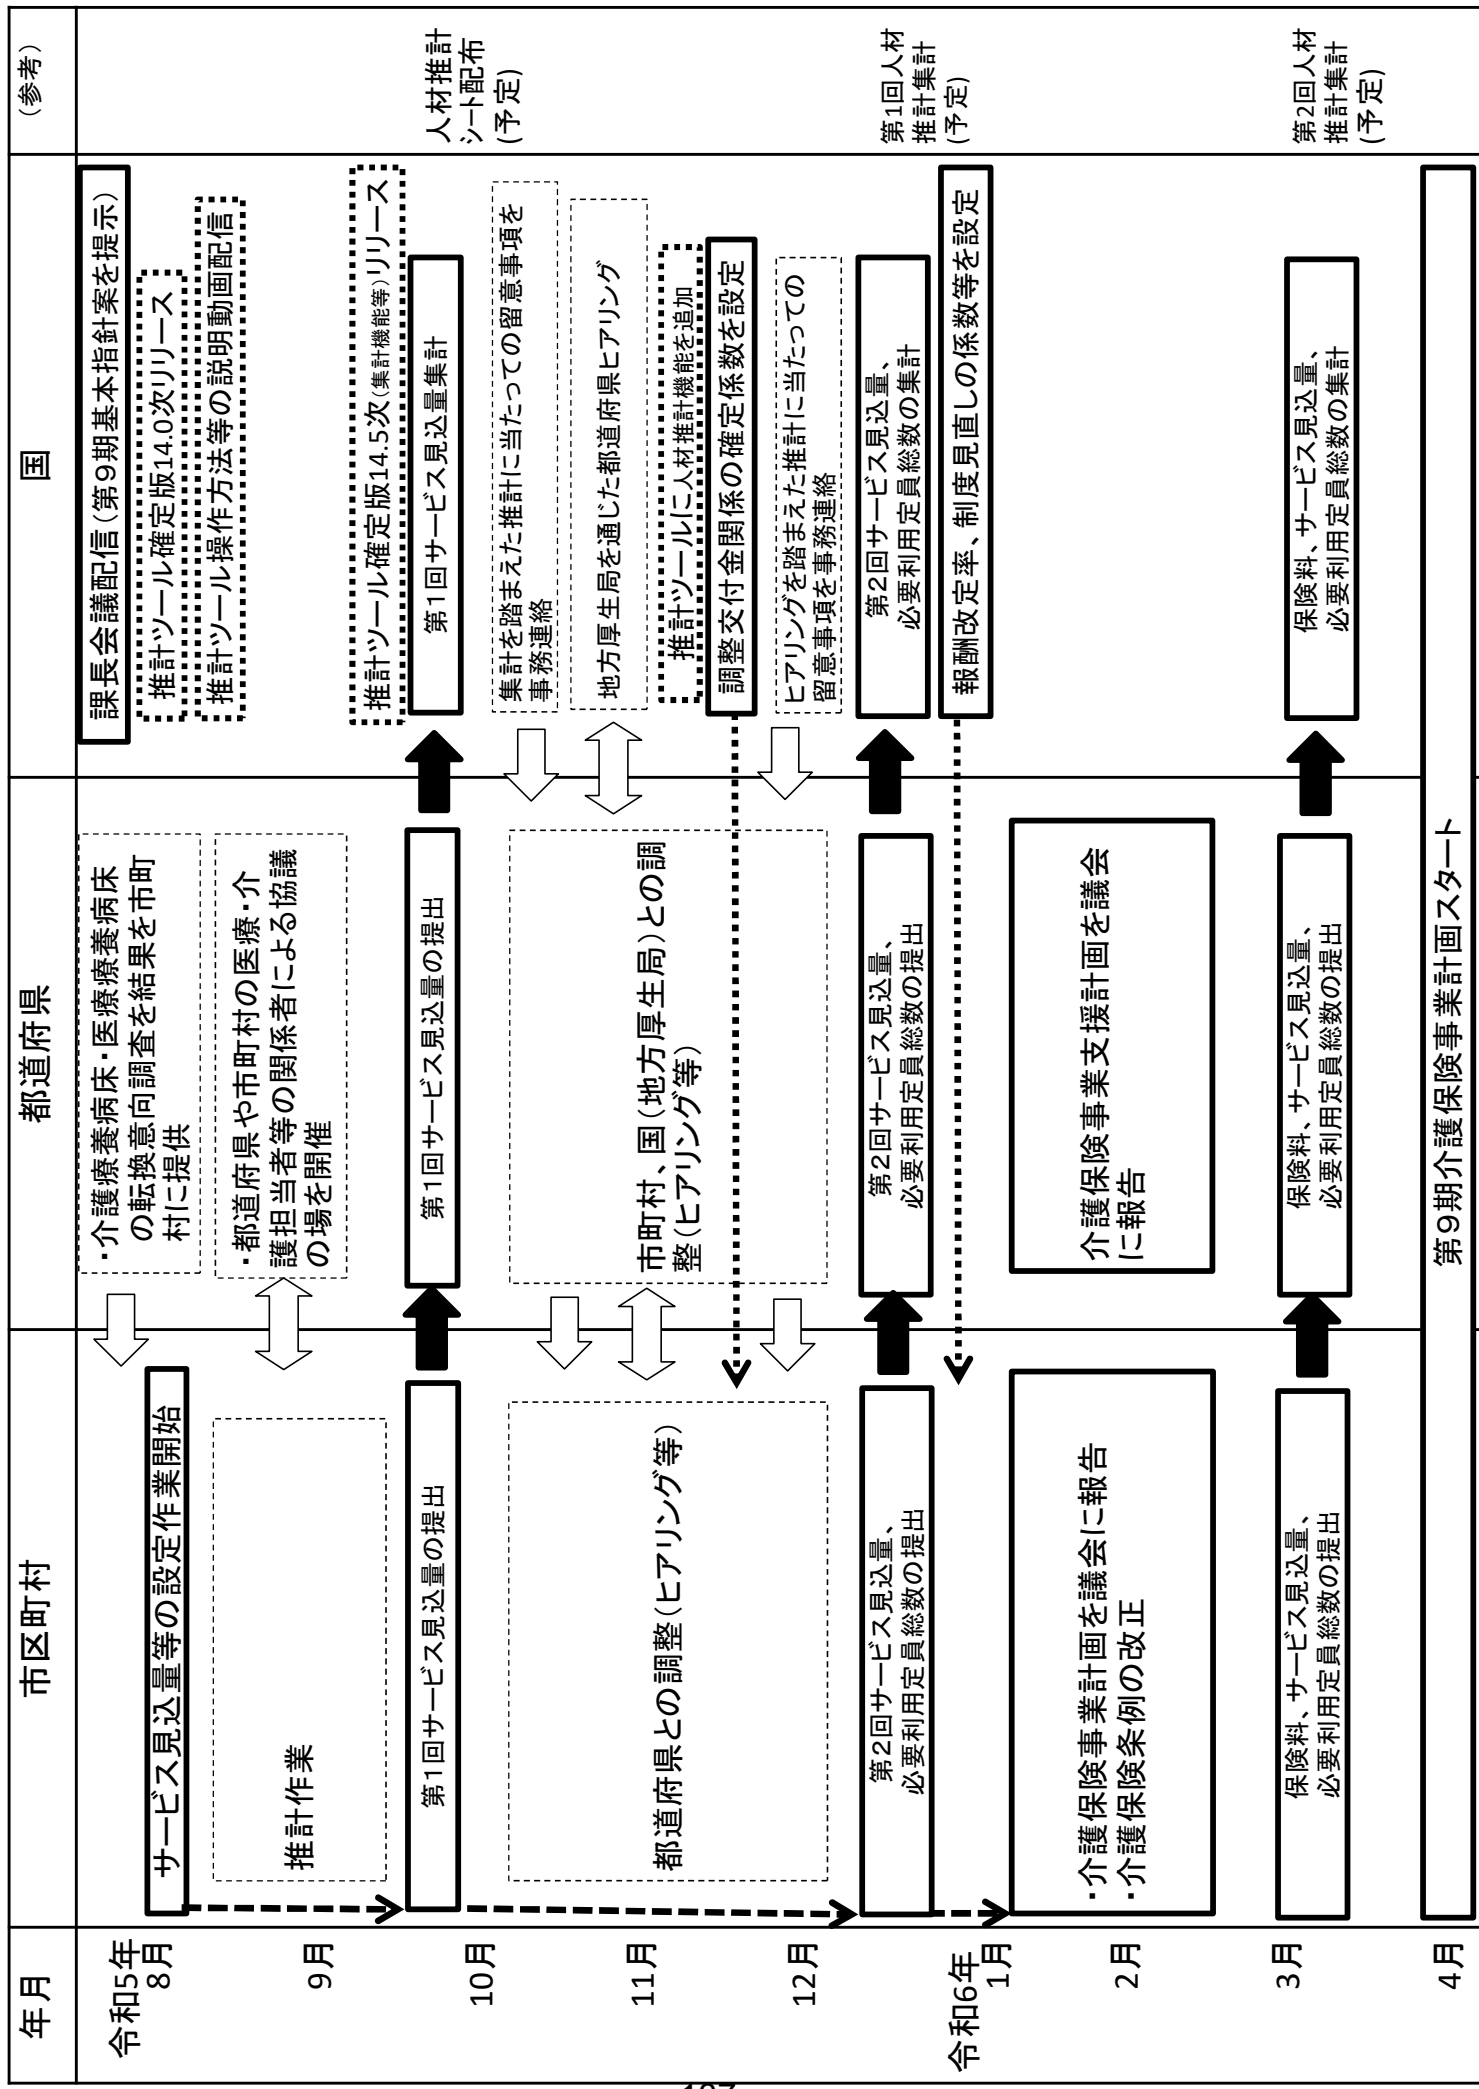 年月
市区町村
都道府県
国
（参考）
令和5年
8月
9月
10月
11月
12月
令和6年
1月
2月
3月
4月
サービス見込量等の設定作業開始
推計作業
第1回サービス見込量の提出
都道府県との調整（ヒアリング等）
第2回サービス見込量、
必要利用定員総数の提出
・介護保険事業計画を議会に報告
・介護保険条例の改正
保険料、サービス見込量、
必要利用定員総数の提出
・介護療養病床・医療療養病床
の転換意向調査を結果を市町
村に提供
・都道府県や市町村の医療・介
護担当者等の関係者による協議
の場を開催
第1回サービス見込量の提出
市町村、国（地方厚生局）との調
整（ヒアリング等）
第2回サービス見込量、
必要利用定員総数の提出
介護保険事業支援計画を議会
に報告
保険料、サービス見込量、
必要利用定員総数の提出
課長会議配信（第9期基本指針案を提示）
推計ツール確定版14.0次リリース
推計ツール操作方法等の説明動画配信
推計ツール確定版14.5次（集計機能等）リリース
第1回サービス見込量集計
集計を踏まえた推計に当たっての留意事項を
事務連絡
地方厚生局を通じた都道府県ヒアリング
推計ツールに人材推計機能を追加
調整交付金関係の確定係数を設定
ヒアリングを踏まえた推計に当たっての
留意事項を事務連絡
第2回サービス見込量、
必要利用定員総数の集計
報酬改定率、制度見直しの係数等を設定
保険料、サービス見込量、
必要利用定員総数の集計
第9期介護保険事業計画スタート
人材推計
シート配布
(予定)
第1回人材
推計集計
(予定)
第2回人材
推計集計
(予定)